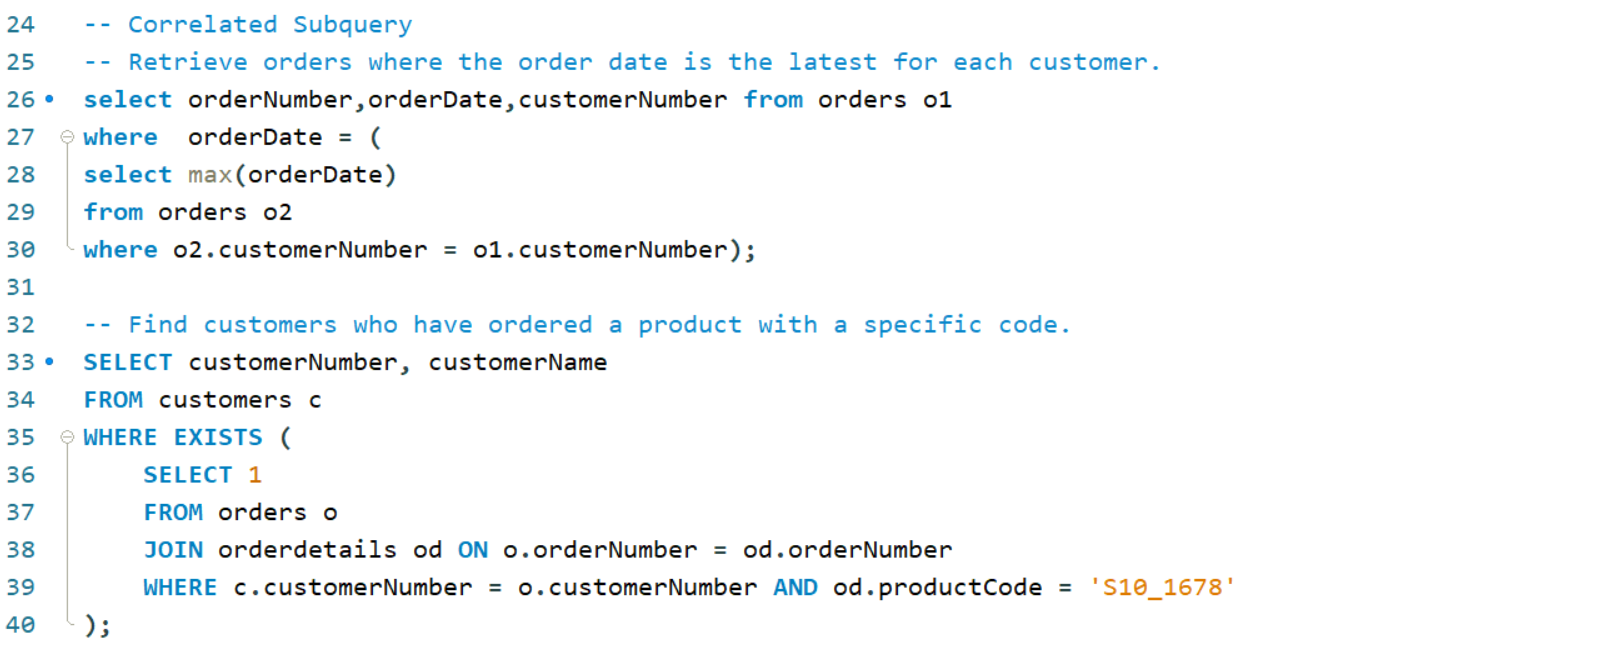 24 -- Correlated Subquery
25 -- Retrieve orders where the order date is the latest for each customer.
26 select orderNumber,orderDate,customerNumber from orders o1
27 where  orderDate = (
28 select max(orderDate)
29 from orders o2
30 where o2.customerNumber = o1.customerNumber);
31
32 -- Find customers who have ordered a product with a specific code.
33 SELECT customerNumber, customerName
34 FROM customers c
35 WHERE EXISTS (
36     SELECT 1
37     FROM orders o
38     JOIN orderdetails od ON o.orderNumber = od.orderNumber
39     WHERE c.customerNumber = o.customerNumber AND od.productCode = 'S10_1678'
40 );